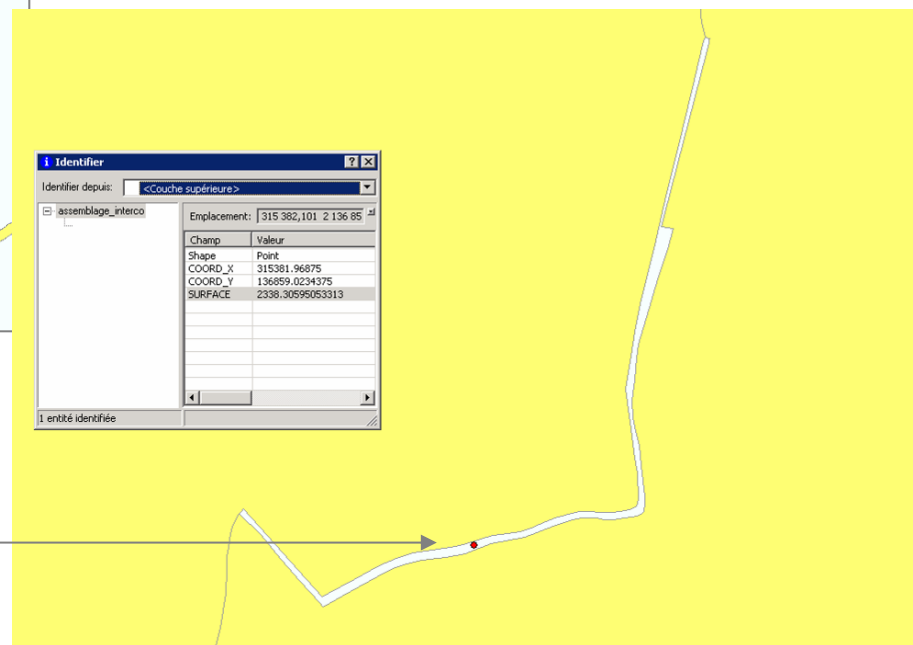 i Identifier
Identifier depuis: <Couche supérieure>
assemblage_interco
Emplacement: 315 382,101 2 136 85
Champ Valeur
Shape Point
COORD_X 315381.96875
COORD_Y 136859.0234375
SURFACE 2338.30595053313
1 entité identifiée